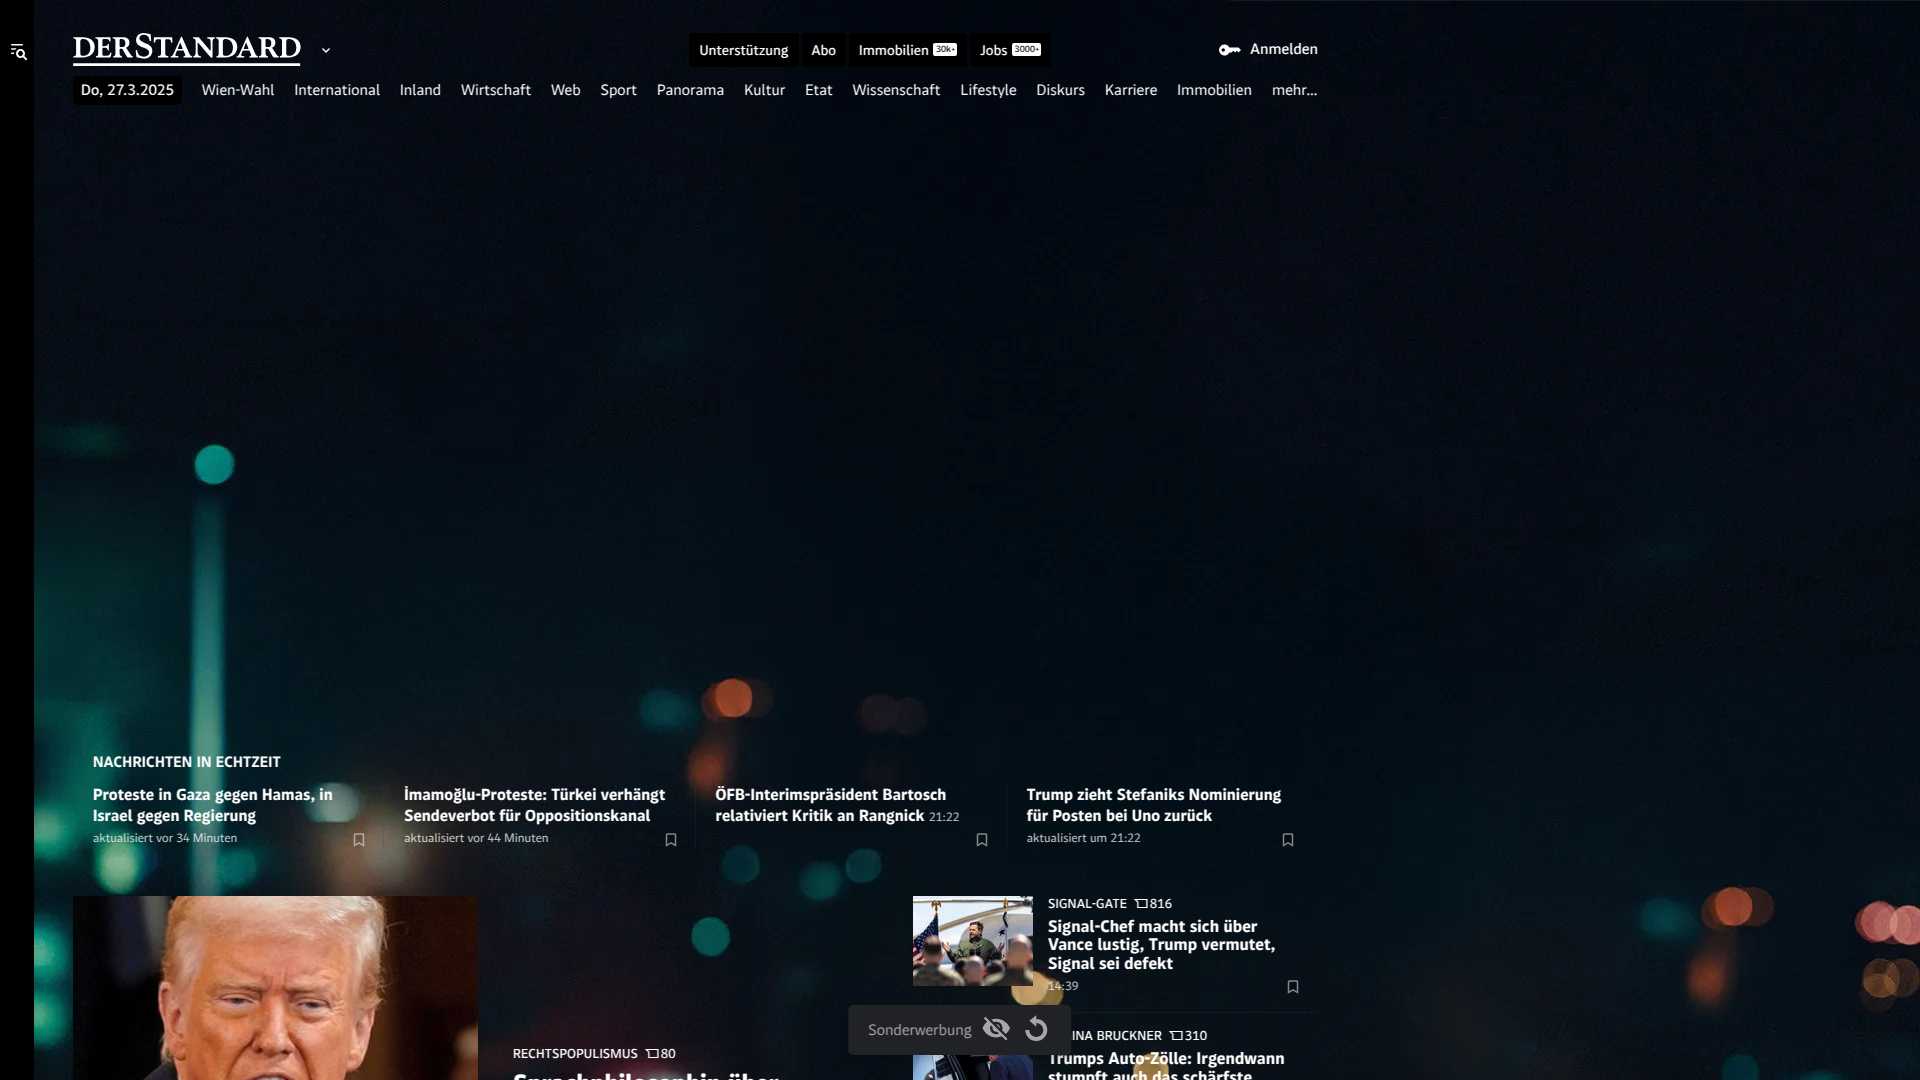 DERSTANDARD
Unterstützung Abo Immobilien 30k+ Jobs 3000+
Anmelden
Do, 27.3.2025 Wien-Wahl International Inland Wirtschaft Web Sport Panorama Kultur Etat Wissenschaft Lifestyle Diskurs Karriere Immobilien mehr...
NACHRICHTEN IN ECHTZEIT
Proteste in Gaza gegen Hamas, in
Israel gegen Regierung
aktualisiert vor 34 Minuten
İmamoğlu-Proteste: Türkei verhängt
Sendeverbot für Oppositionskanal
aktualisiert vor 44 Minuten
ÖFB-Interimspräsident Bartosch
relativiert Kritik an Rangnick 21:22
Trump zieht Stefaniks Nominierung
für Posten bei Uno zurück
aktualisiert um 21:22
RECHTSPOPULISMUS 80
Sprachphilosophin über
SIGNAL-GATE 816
Signal-Chef macht sich über
Vance lustig, Trump vermutet,
Signal sei defekt
14:39
Sonderwerbung
INA BRUCKNER 310
Trumps Auto-Zölle: Irgendwann
stumpft auch das schärfste